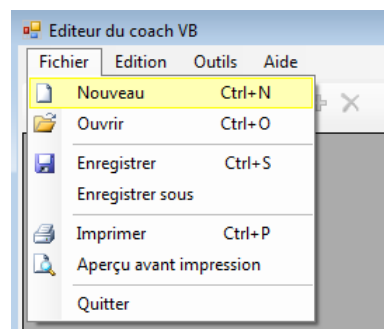 Editeur du coach VB
Fichier Edition Outils Aide
Nouveau Ctrl+N
Ouvrir Ctrl+O
Enregistrer Ctrl+S
Enregistrer sous
Imprimer Ctrl+P
Aperçu avant impression
Quitter